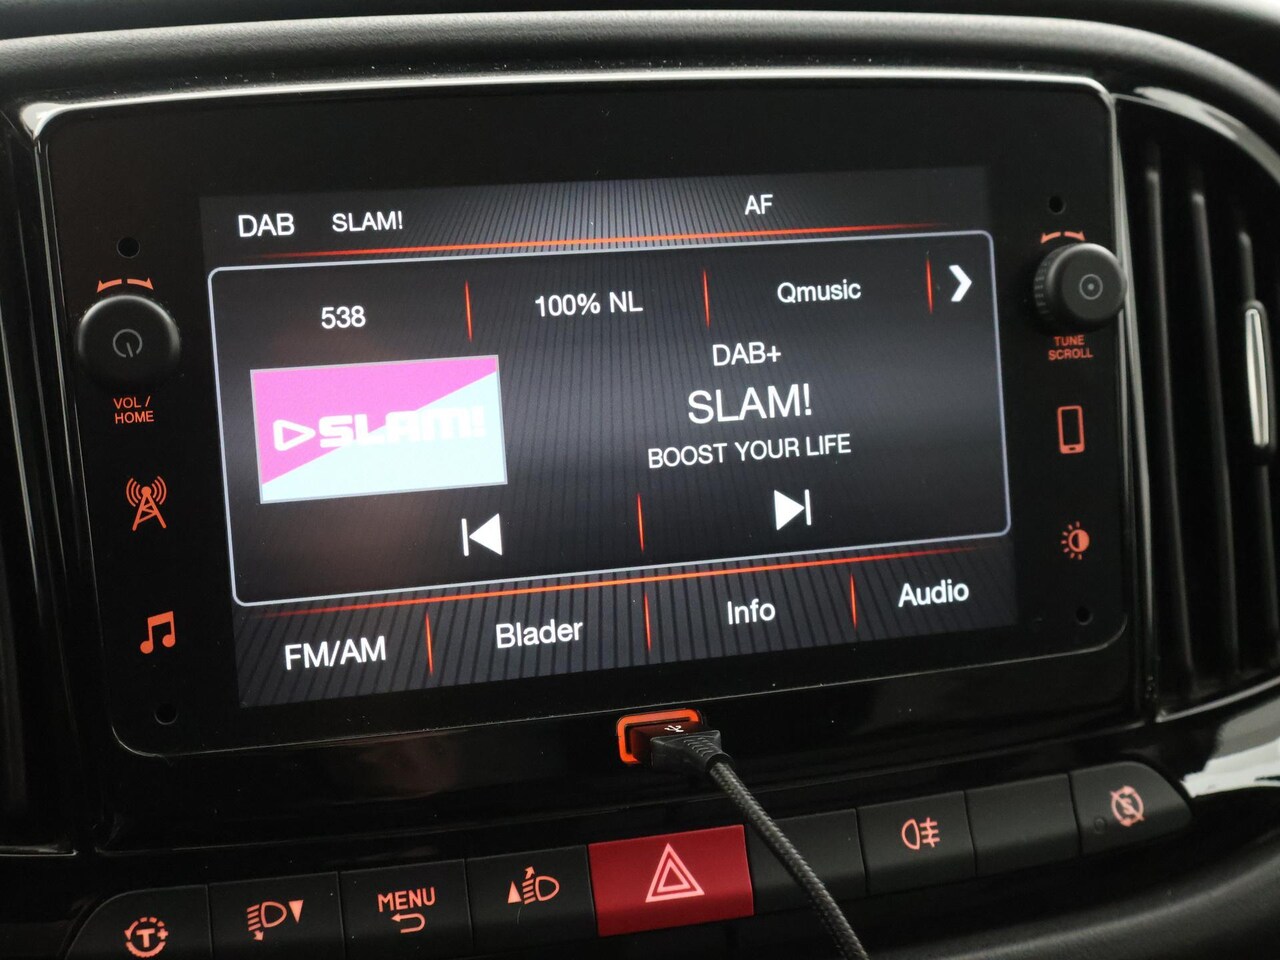 DAB SLAM! AF
538 100% NL Qmusic
DAB+
SLAM!
SLAM!
BOOST YOUR LIFE
FM/AM Blader Info Audio
VOL /
HOME
TUNE
SCROLL
T+
MENU
S